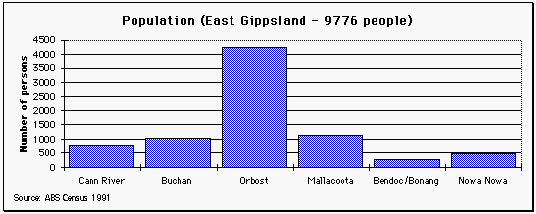 Population (East Gippsland - 9776 people)
Number of persons
4500
4000
3500
3000
2500
2000
1500
1000
500
0
Cann River
Buchan
Orbost
Mallacoota
Bendoc/Bonang
Nowa Nowa
Source: ABS Census 1991